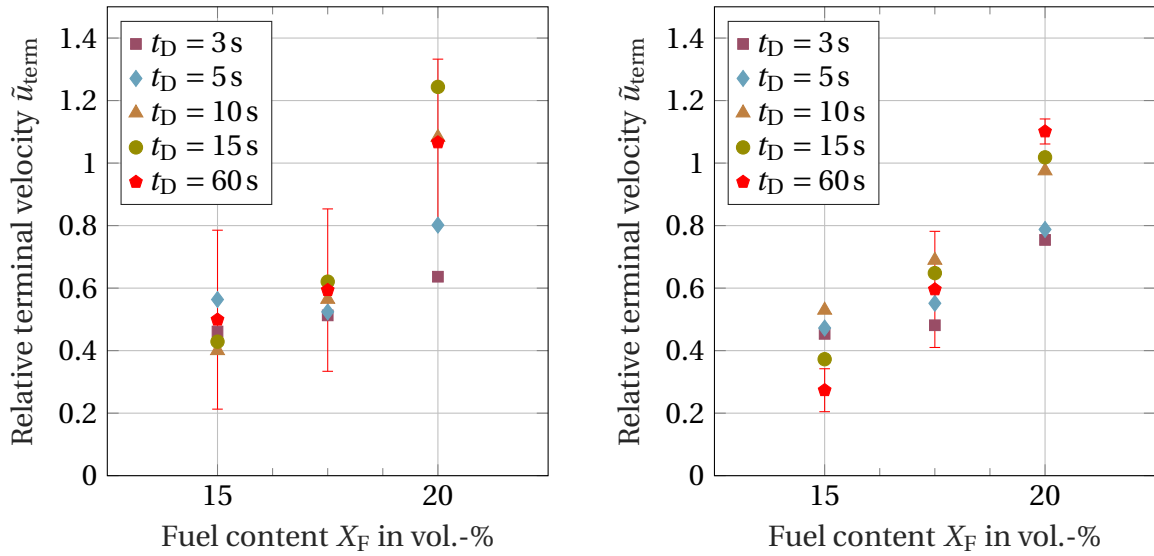 1.4
1.2
1
0.8
0.6
0.4
0.2
0
Relative terminal velocity ũterm
tD = 3 s
tD = 5 s
tD = 10 s
tD = 15 s
tD = 60 s
15
20
Fuel content XF in vol.-%
1.4
1.2
1
0.8
0.6
0.4
0.2
0
Relative terminal velocity ũterm
tD = 3 s
tD = 5 s
tD = 10 s
tD = 15 s
tD = 60 s
15
20
Fuel content XF in vol.-%